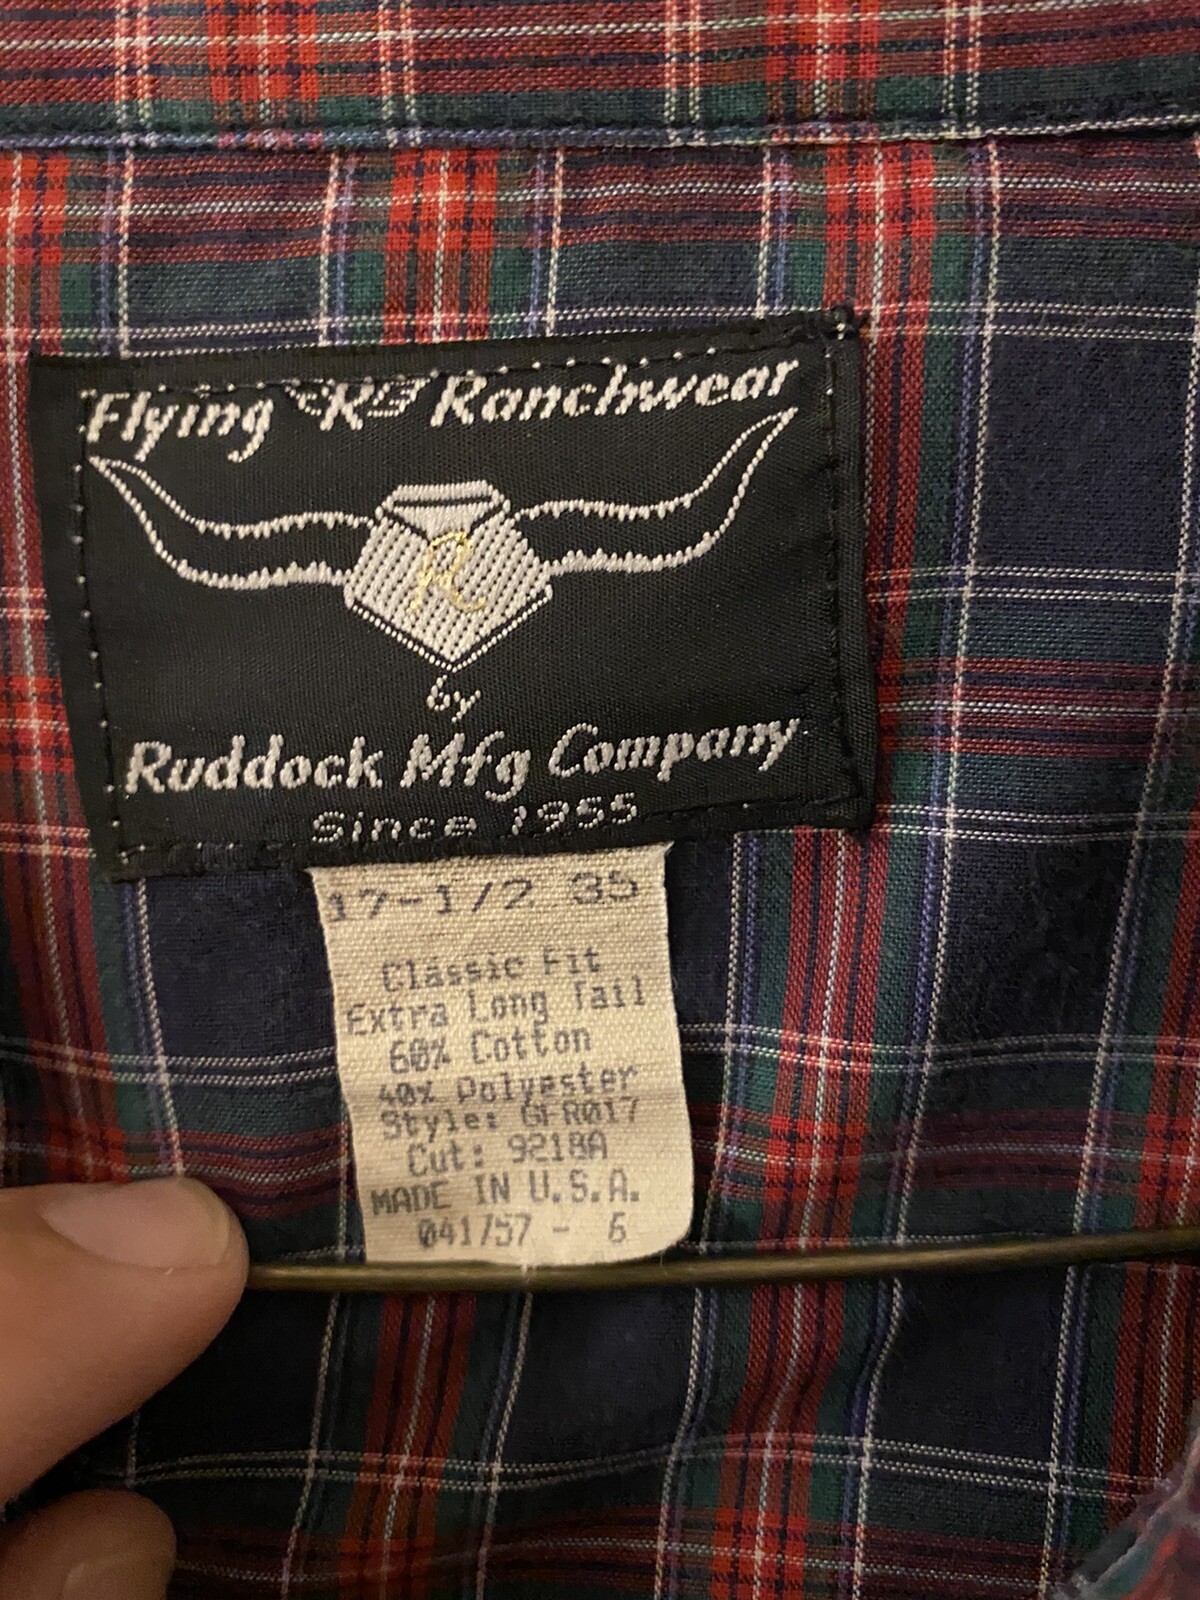 Flying R Ranchwear
R
by
Ruddock Mfg Company
Since 1955
17-1/2 35
Classic Fit
Extra Long Tail
60% Cotton
40% Polyester
Style: GFR017
Cut: 9218A
MADE IN U.S.A.
041757 - 6